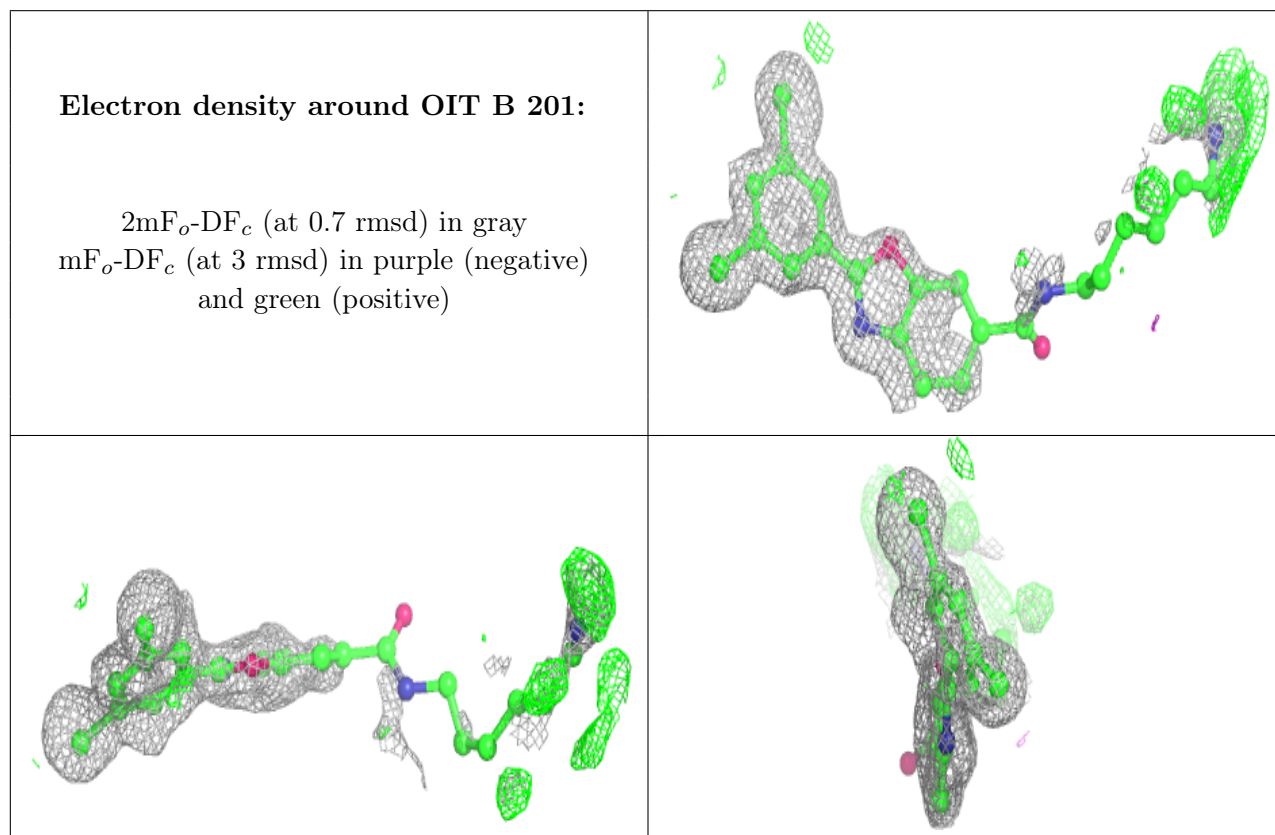 Electron density around OIT B 201:
2mFo-DFc (at 0.7 rmsd) in gray
mFo-DFc (at 3 rmsd) in purple (negative)
and green (positive)